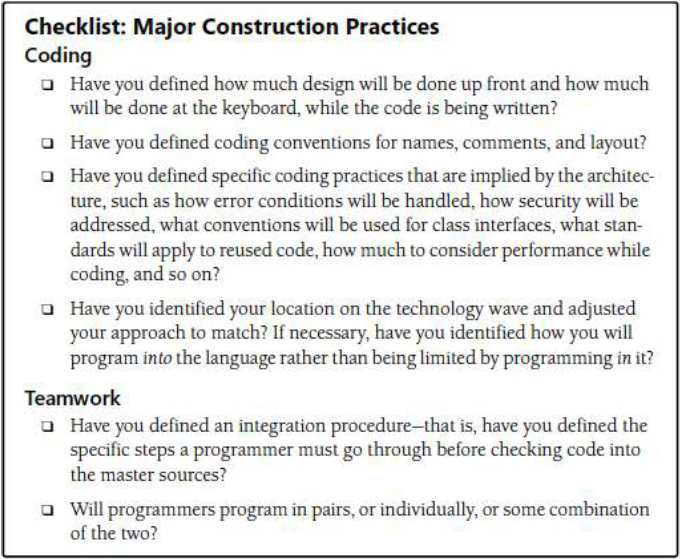 Checklist: Major Construction Practices
Coding
❑ Have you defined how much design will be done up front and how much
will be done at the keyboard, while the code is being written?
❑ Have you defined coding conventions for names, comments, and layout?
❑ Have you defined specific coding practices that are implied by the architec-
ture, such as how error conditions will be handled, how security will be
addressed, what conventions will be used for class interfaces, what stan-
dards will apply to reused code, how much to consider performance while
coding, and so on?
❑ Have you identified your location on the technology wave and adjusted
your approach to match? If necessary, have you identified how you will
program into the language rather than being limited by programming in it?
Teamwork
❑ Have you defined an integration procedure—that is, have you defined the
specific steps a programmer must go through before checking code into
the master sources?
❑ Will programmers program in pairs, or individually, or some combination
of the two?